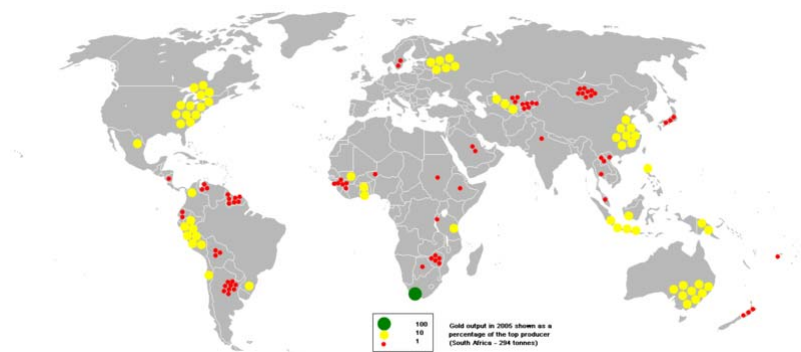 100
10
1
Gold output in 2005 shown as a
percentage of the top producer
(South Africa - 294 tonnes)